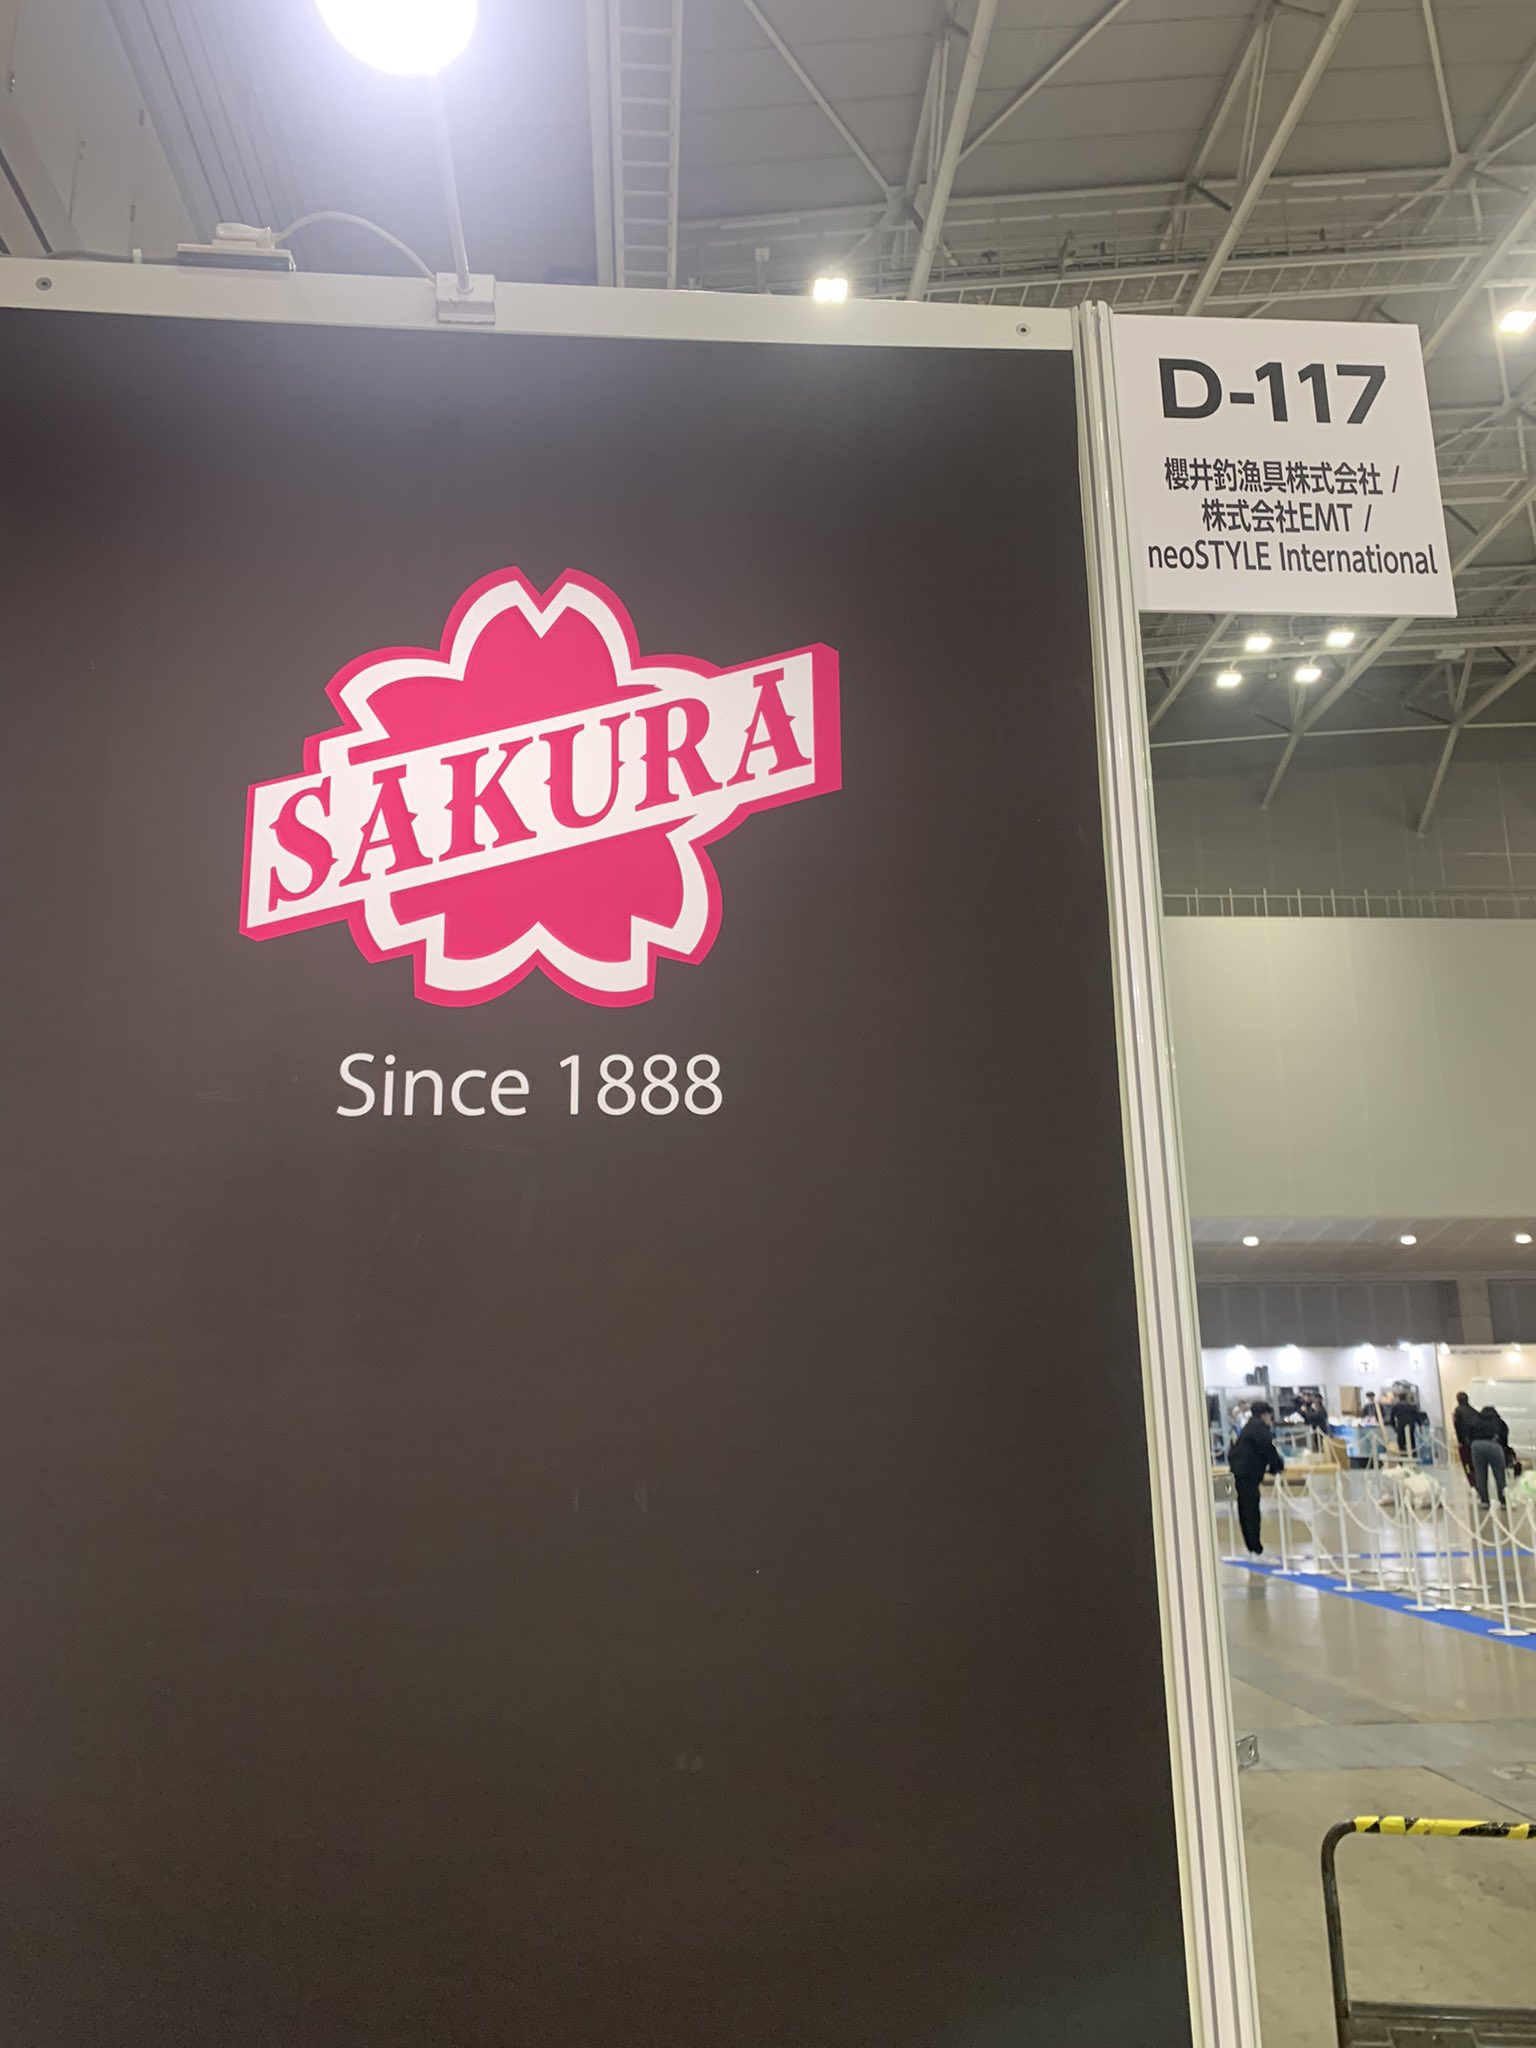 D-117
櫻井釣漁具株式会社 /
株式会社EMT /
neoSTYLE International
SAKURA
Since 1888